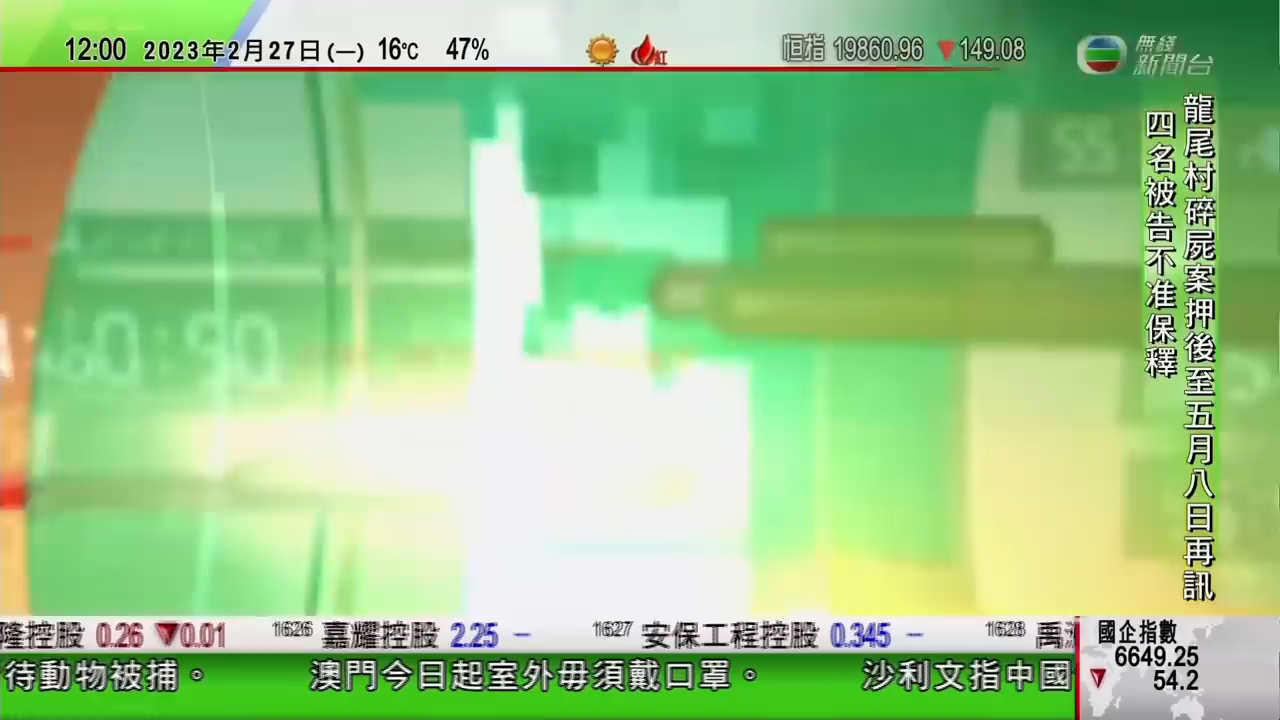 12:00 2023年2月27日(一) 16℃ 47% 紅 恒指 19860.96 ▼149.08 無綫新聞台
龍尾村碎屍案押後至五月八日再訊
四名被告不准保釋
SS
60:90
隆控股 0.26 ▼0.01 1626 嘉耀控股 2.25 – 1627 安保工程控股 0.345 – 1628 禹
國企指數
6649.25
▼ 54.2
待動物被捕。 澳門今日起室外毋須戴口罩。 沙利文指中國